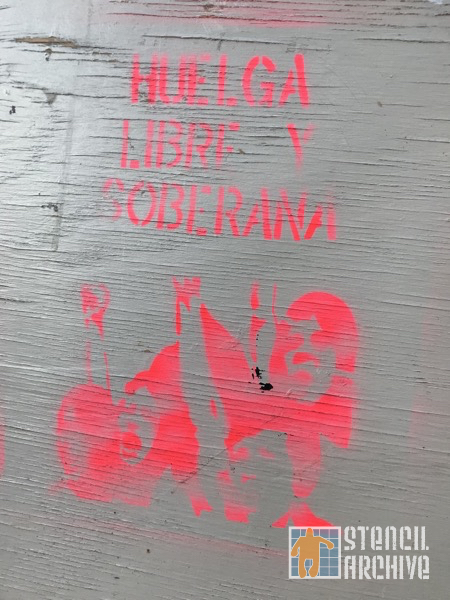 HUELGA
LIBRE Y
SOBERANA
STENCIL
ARCHIVE